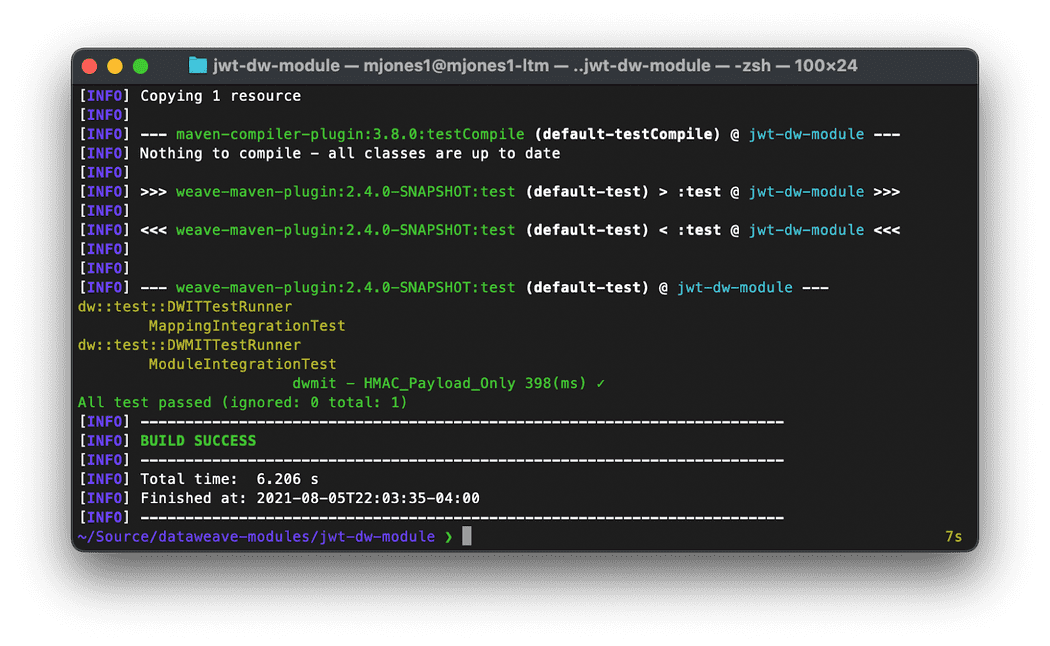 jwt-dw-module — mjones1@mjones1-ltm — ..jwt-dw-module — -zsh — 100×24
[INFO] Copying 1 resource
[INFO]
[INFO] --- maven-compiler-plugin:3.8.0:testCompile (default-testCompile) @ jwt-dw-module ---
[INFO] Nothing to compile - all classes are up to date
[INFO]
[INFO] >>> weave-maven-plugin:2.4.0-SNAPSHOT:test (default-test) > :test @ jwt-dw-module >>>
[INFO]
[INFO] <<< weave-maven-plugin:2.4.0-SNAPSHOT:test (default-test) < :test @ jwt-dw-module <<<
[INFO]
[INFO]
[INFO] --- weave-maven-plugin:2.4.0-SNAPSHOT:test (default-test) @ jwt-dw-module ---
dw::test::DWITTestRunner
MappingIntegrationTest
dw::test::DWMITTestRunner
ModuleIntegrationTest
dwmit - HMAC_Payload_Only 398(ms) ✓
All test passed (ignored: 0 total: 1)
[INFO] ------------------------------------------------------------------------
[INFO] BUILD SUCCESS
[INFO] ------------------------------------------------------------------------
[INFO] Total time:  6.206 s
[INFO] Finished at: 2021-08-05T22:03:35-04:00
[INFO] ------------------------------------------------------------------------
~/Source/dataweave-modules/jwt-dw-module ❯ 7s